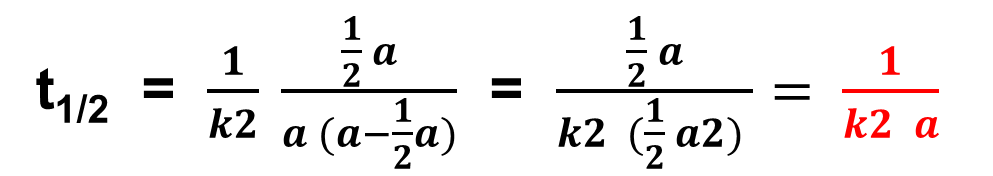 t1/2 = 1/k2 (1/2 a)/(a (a−1/2a)) = (1/2 a)/(k2 (1/2 a2)) = 1/(k2 a)